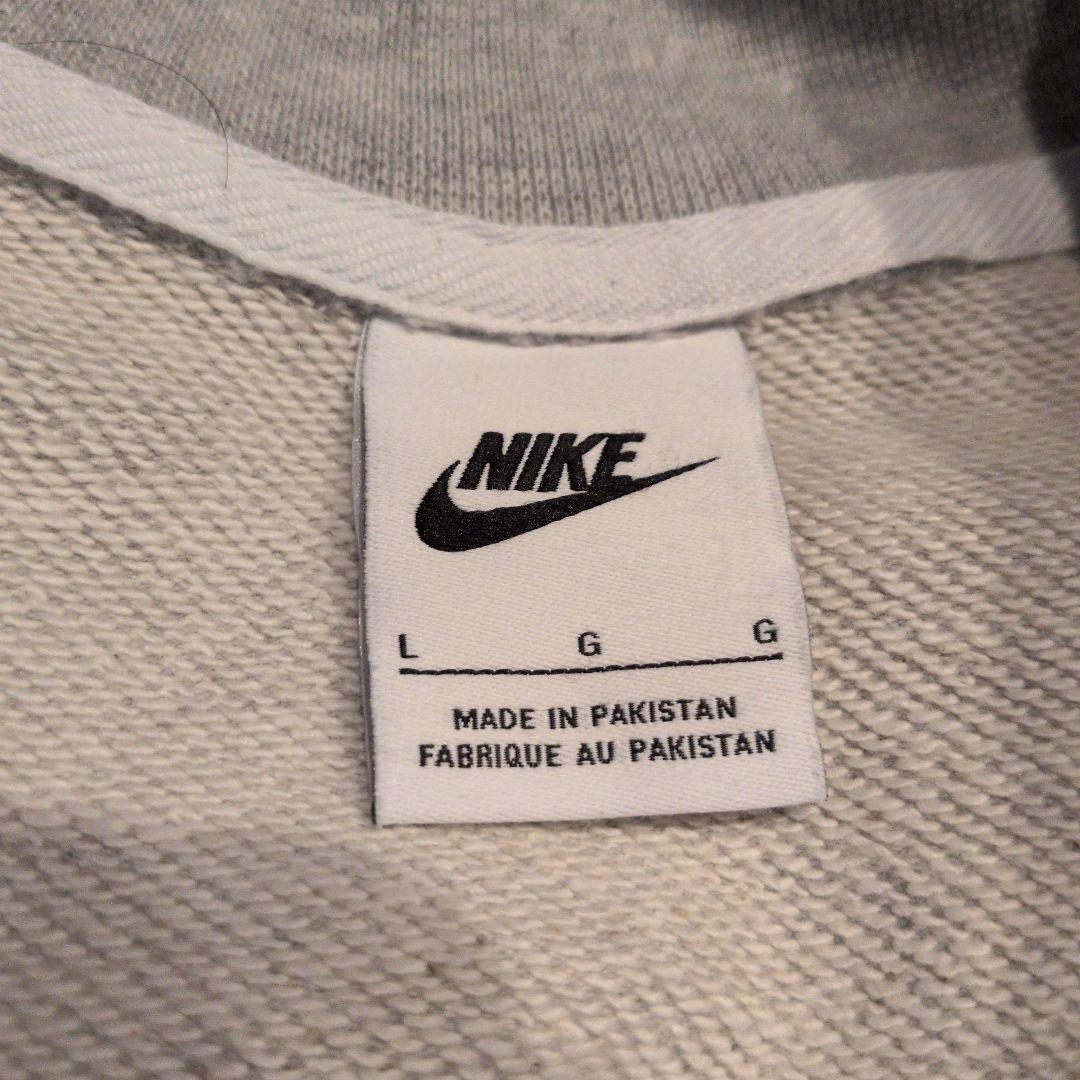 NIKE
L G G
MADE IN PAKISTAN
FABRIQUE AU PAKISTAN